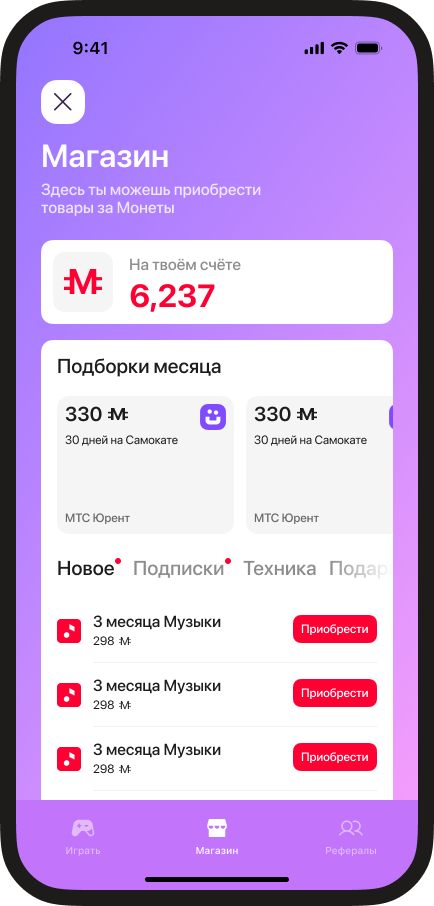 9:41
Магазин
Здесь ты можешь приобрести
товары за Монеты
М
На твоём счёте
6,237
Подборки месяца
330 М
30 дней на Самокате
МТС Юрент
330 М
30 дней на Самокате
МТС Юрент
Новое Подписки Техника Подар
3 месяца Музыки
298 М
Приобрести
3 месяца Музыки
298 М
Приобрести
3 месяца Музыки
298 М
Приобрести
Играть Магазин Рефералы